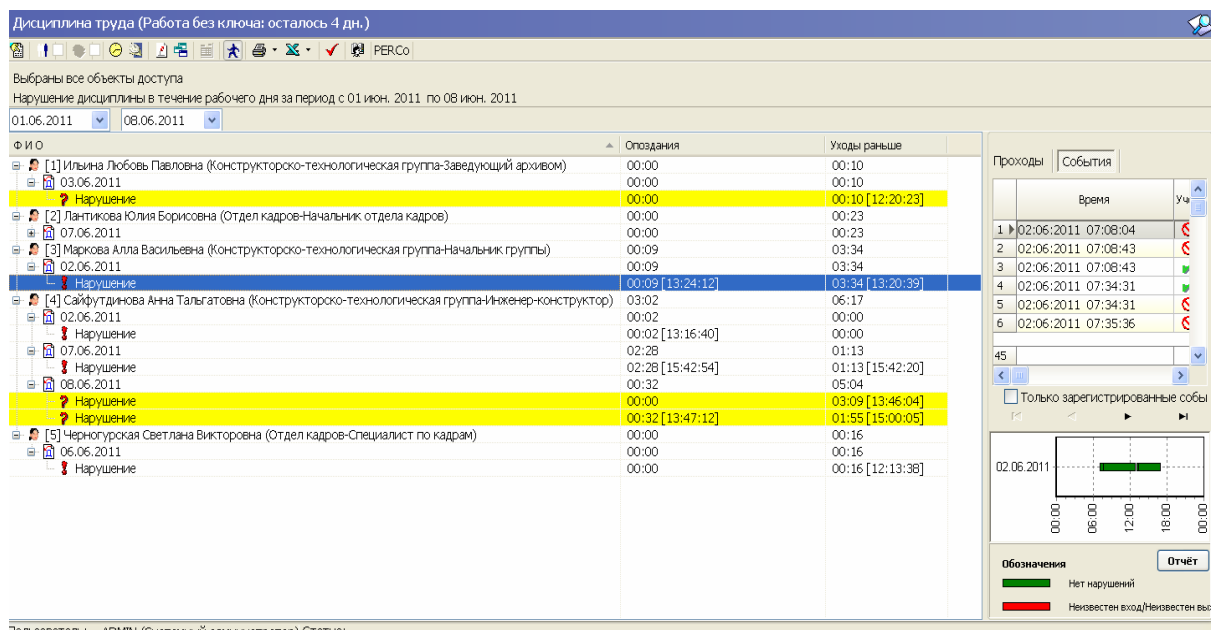 Дисциплина труда (Работа без ключа: осталось 4 дн.)
PERCo
Выбраны все объекты доступа
Нарушение дисциплины в течение рабочего дня за период с 01 июн. 2011 по 08 июн. 2011
01.06.2011 08.06.2011
Ф И О Опоздания Уходы раньше
[1] Ильина Любовь Павловна (Конструкторско-технологическая группа-Заведующий архивом) 00:00 00:10
03.06.2011 00:00 00:10
Нарушение 00:00 00:10 [12:20:23]
[2] Лантикова Юлия Борисовна (Отдел кадров-Начальник отдела кадров) 00:00 00:23
07.06.2011 00:00 00:23
[3] Маркова Алла Васильевна (Конструкторско-технологическая группа-Начальник группы) 00:09 03:34
02.06.2011 00:09 03:34
Нарушение 00:09 [13:24:12] 03:34 [13:20:39]
[4] Сайфутдинова Анна Тальгатовна (Конструкторско-технологическая группа-Инженер-конструктор) 03:02 06:17
02.06.2011 00:02 00:00
Нарушение 00:02 [13:16:40] 00:00
07.06.2011 02:28 01:13
Нарушение 02:28 [15:42:54] 01:13 [15:42:20]
08.06.2011 00:32 05:04
Нарушение 00:00 03:09 [13:46:04]
Нарушение 00:32 [13:47:12] 01:55 [15:00:05]
[5] Черногурская Светлана Викторовна (Отдел кадров-Специалист по кадрам) 00:00 00:16
06.06.2011 00:00 00:16
Нарушение 00:00 00:16 [12:13:38]
Проходы События
Время Уч
1 02:06:2011 07:08:04
2 02:06:2011 07:08:43
3 02:06:2011 07:08:43
4 02:06:2011 07:34:31
5 02:06:2011 07:34:31
6 02:06:2011 07:35:36
45
Только зарегистрированные собы
02.06.2011
00:00 06:00 12:00 18:00 00:00
Обозначения Отчёт
Нет нарушений
Неизвестен вход/Неизвестен вы